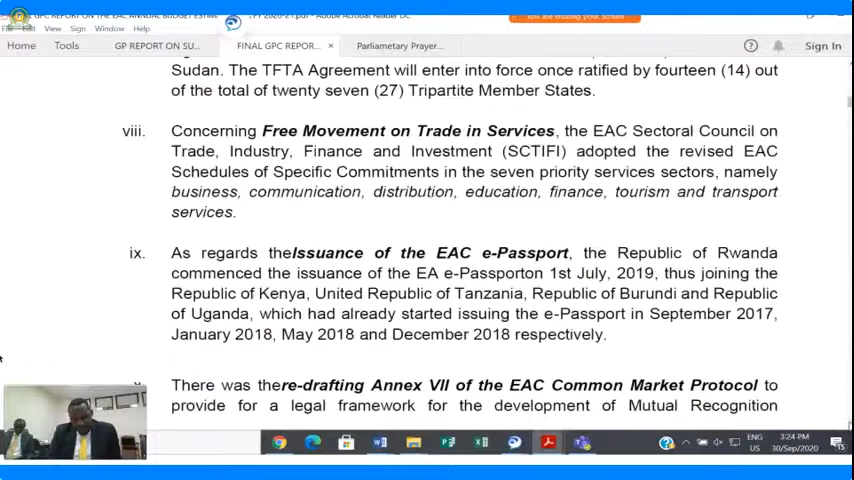 GPC REPORT ON THE EAC ANNUAL BUDGET ESTIM
FY 2020-21.pdf - Adobe Acrobat Reader DC
You are sharing your screen
File Edit View Sign Window Help
Home Tools GP REPORT ON SU... FINAL GPC REPOR... × Parliametary Prayer... Sign In
Sudan. The TFTA Agreement will enter into force once ratified by fourteen (14) out
of the total of twenty seven (27) Tripartite Member States.
viii. Concerning Free Movement on Trade in Services, the EAC Sectoral Council on
Trade, Industry, Finance and Investment (SCTIFI) adopted the revised EAC
Schedules of Specific Commitments in the seven priority services sectors, namely
business, communication, distribution, education, finance, tourism and transport
services.
ix. As regards theIssuance of the EAC e-Passport, the Republic of Rwanda
commenced the issuance of the EA e-Passporton 1st July, 2019, thus joining the
Republic of Kenya, United Republic of Tanzania, Republic of Burundi and Republic
of Uganda, which had already started issuing the e-Passport in September 2017,
January 2018, May 2018 and December 2018 respectively.
There was there-drafting Annex VII of the EAC Common Market Protocol to
provide for a legal framework for the development of Mutual Recognition
ENG
US
3:24 PM
30/Sep/2020
15